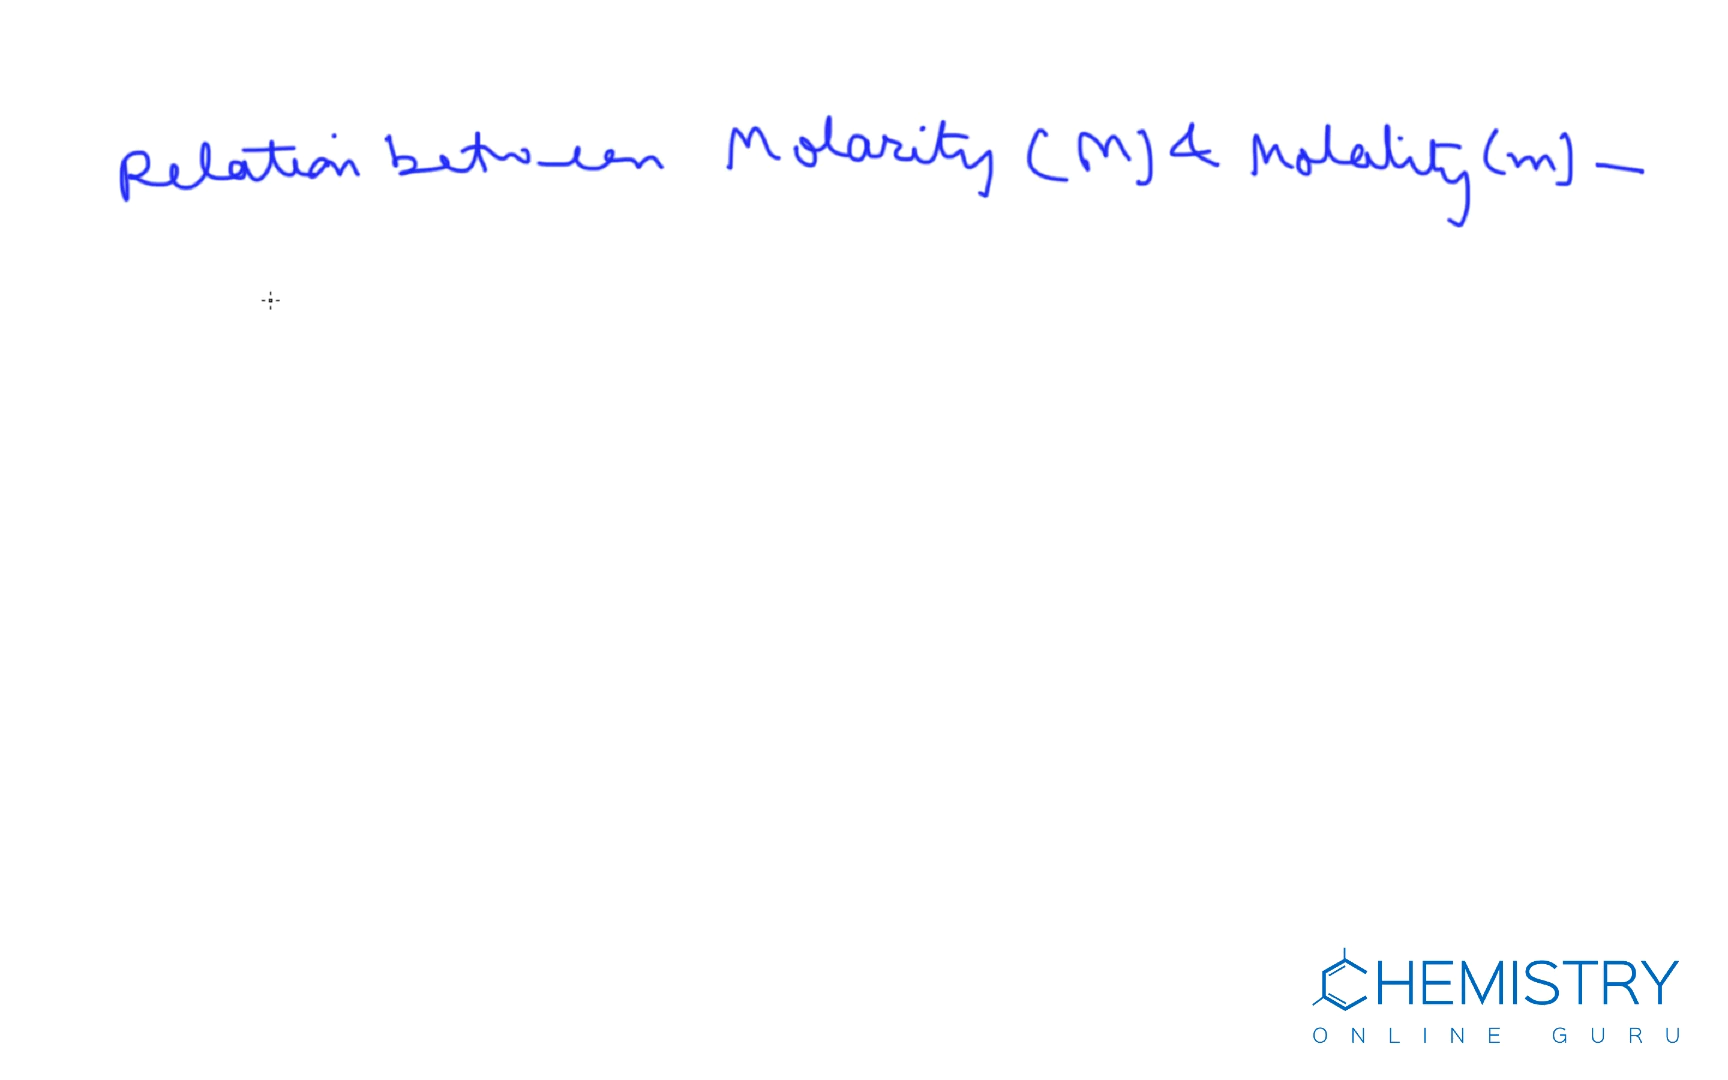 Relation between Molarity (M) & Molality (m) –
CHEMISTRY
ONLINE GURU